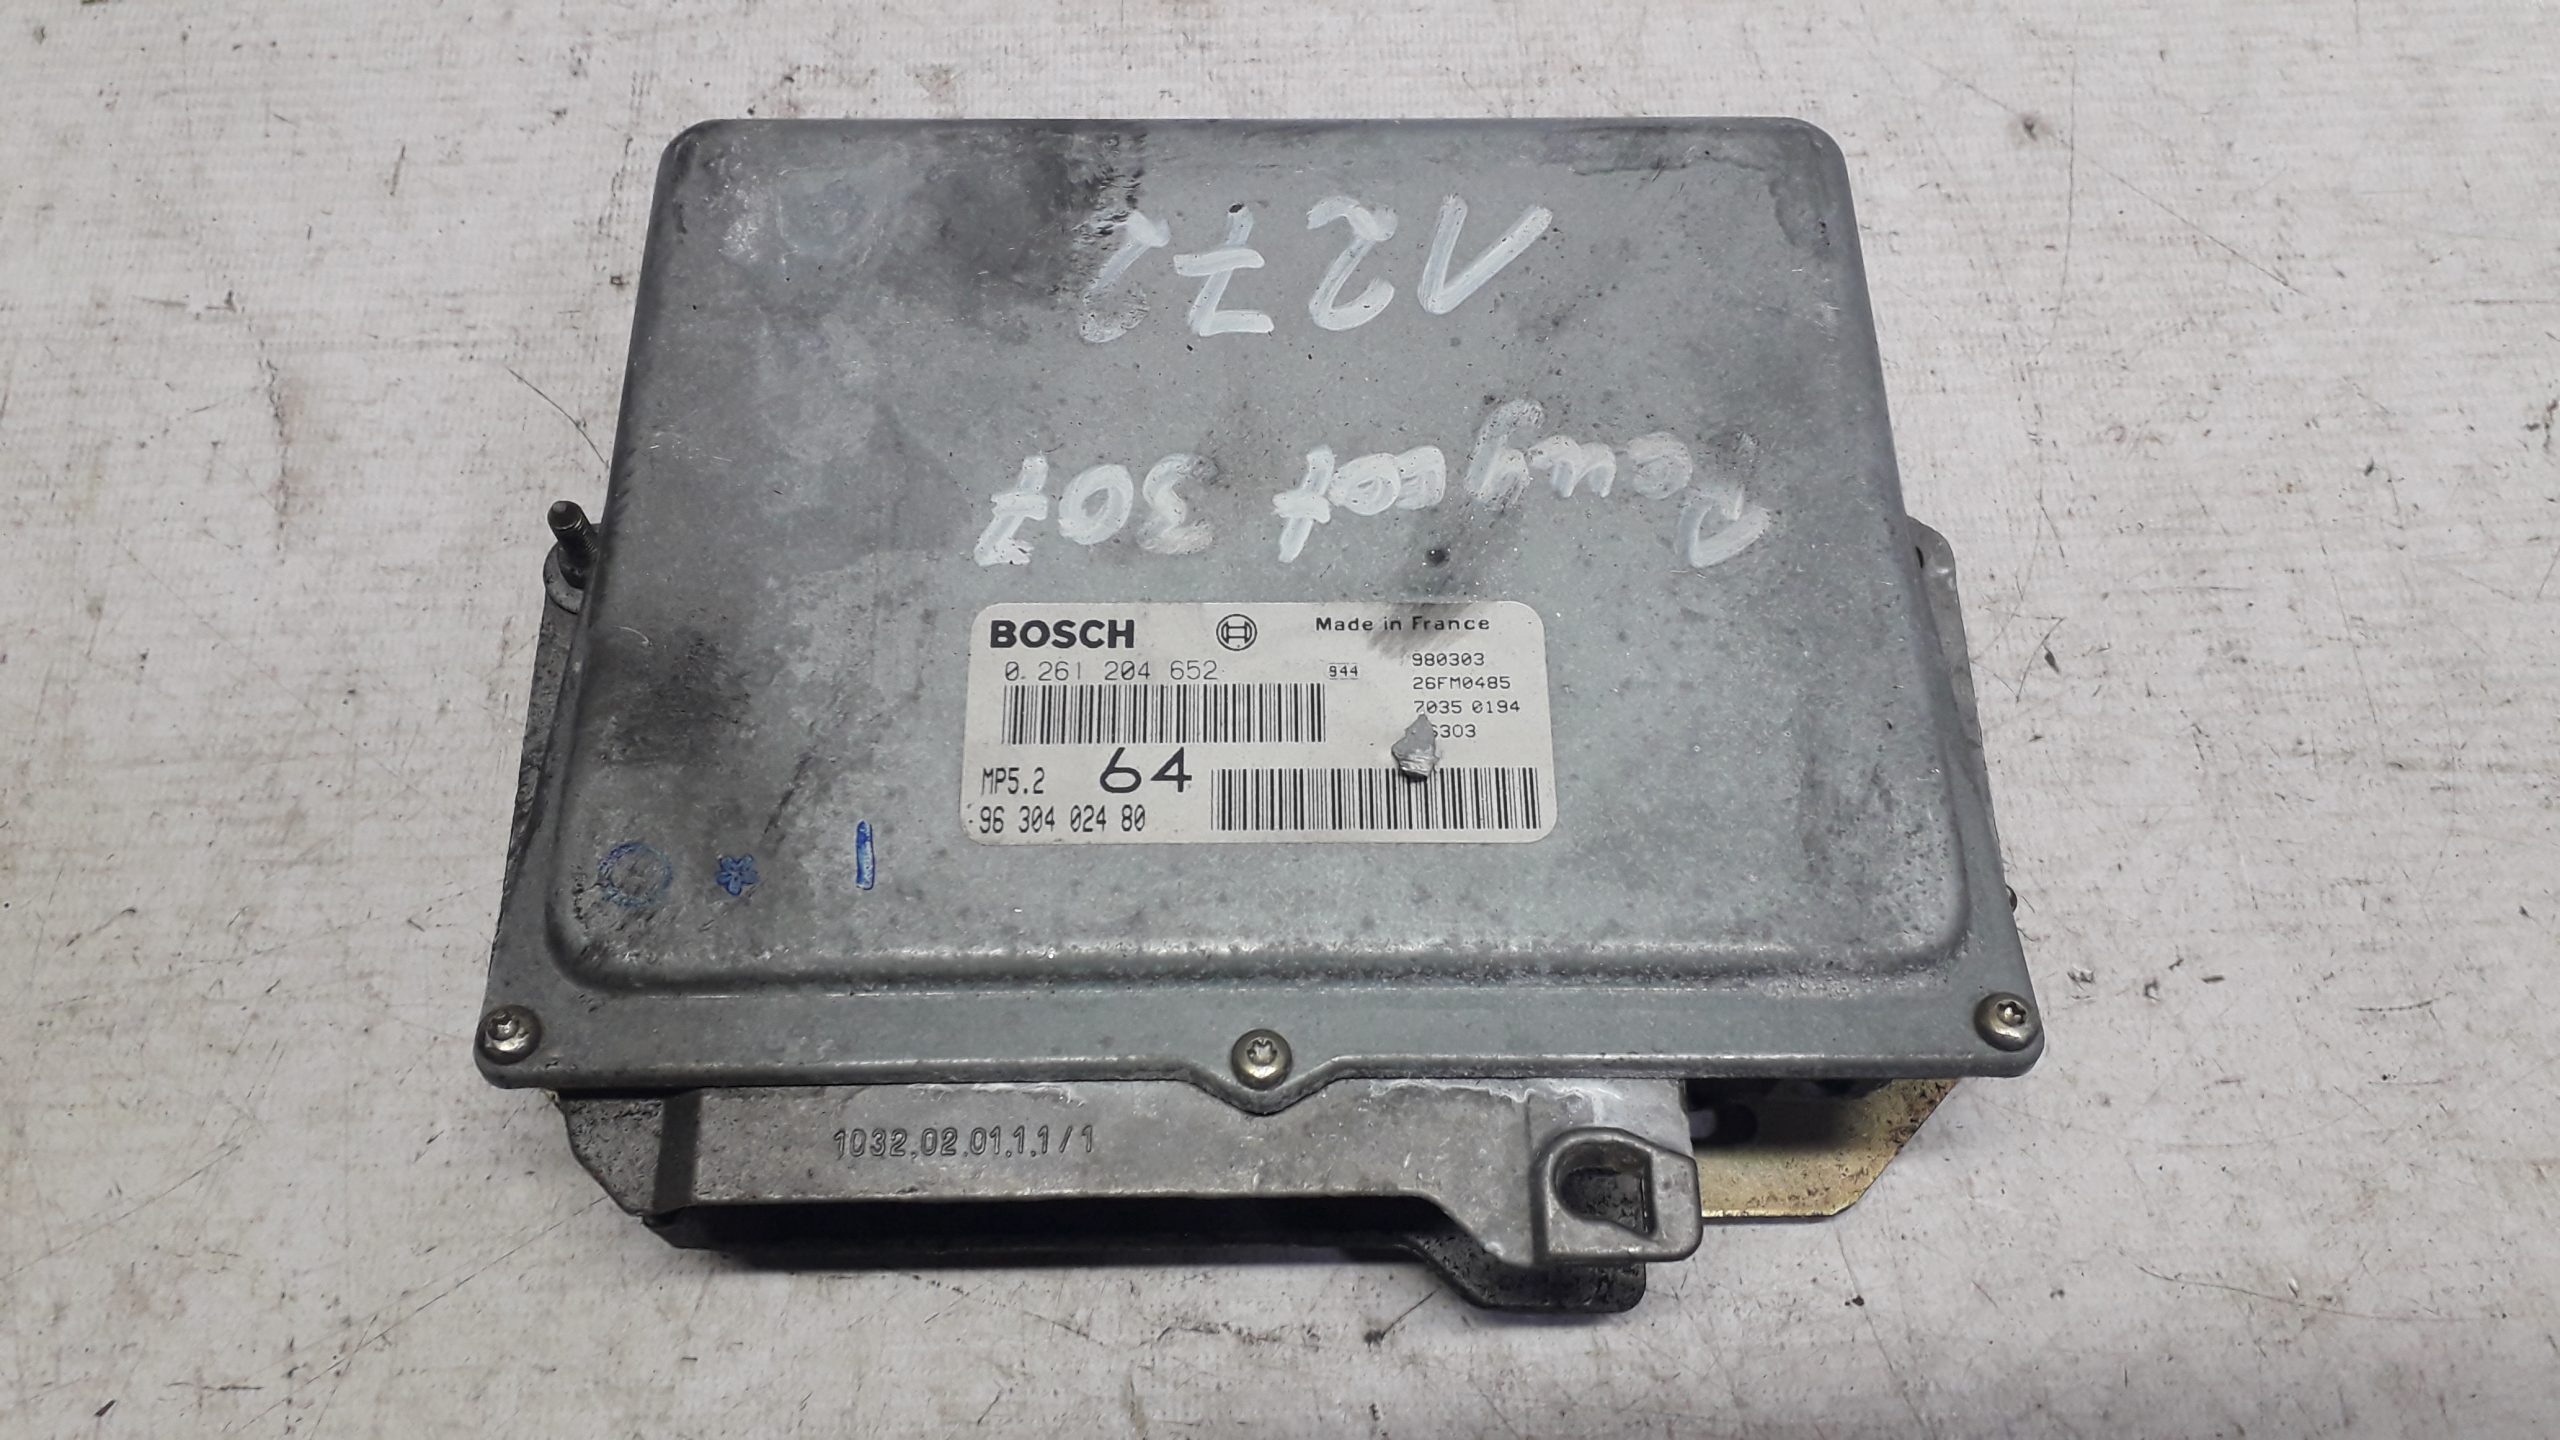 Peugeot 307
BOSCH Made in France
0 261 204 652 944 980303
26FM0485
7035 0194
MP5.2 64
96 304 024 80
1032.02.01.1.1/1